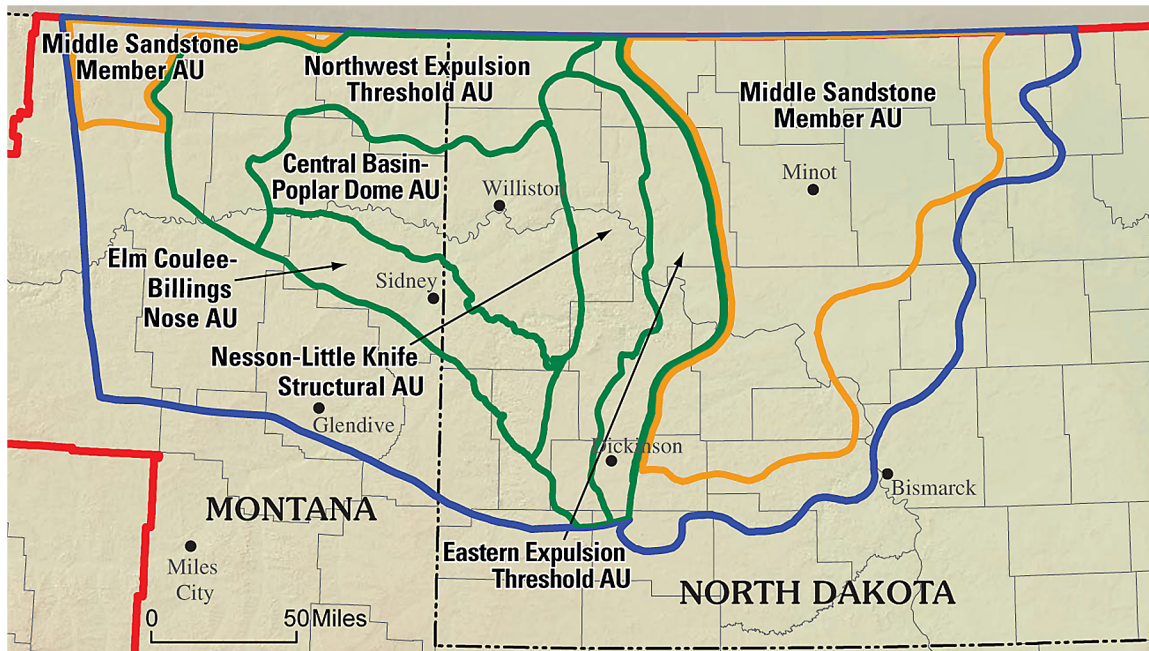 Middle Sandstone
Member AU
Northwest Expulsion
Threshold AU
Middle Sandstone
Member AU
Central Basin-
Poplar Dome AU
Williston
Minot
Elm Coulee-
Billings
Nose AU
Sidney
Nesson-Little Knife
Structural AU
Glendive
Dickinson
Bismarck
MONTANA
Eastern Expulsion
Threshold AU
Miles
City
NORTH DAKOTA
0 50 Miles